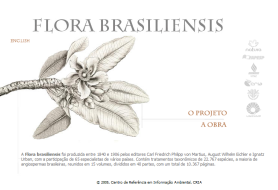 FLORA BRASILIENSIS
ENGLISH
O PROJETO
A OBRA
A Flora brasiliensis foi produzida entre 1840 e 1906 pelos editores Carl Friedrich Philipp von Martius, August Wilhelm Eichler e Ignatz
Urban, com a participação de 65 especialistas de vários países. Contém tratamentos taxonômicos de 22.767 espécies, a maioria de
angiospermas brasileiras, reunidos em 15 volumes, divididos em 40 partes, com um total de 10.367 páginas.
© 2005, Centro de Referência em Informação Ambiental, CRIA